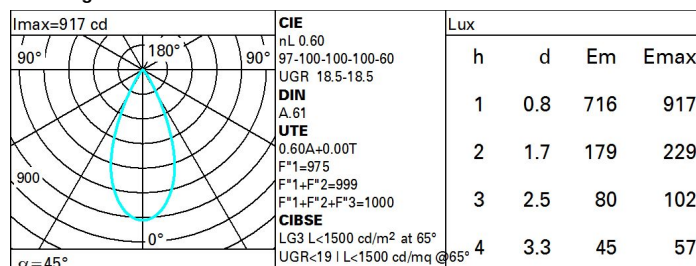 Imax=917 cd
90°
180°
90°
900
0°
α=45°
CIE
nL 0.60
97-100-100-100-60
UGR 18.5-18.5
DIN
A.61
UTE
0.60A+0.00T
F"1=975
F"1+F"2=999
F"1+F"2+F"3=1000
CIBSE
LG3 L<1500 cd/m² at 65°
UGR<19 | L<1500 cd/mq @65°
Lux
h d Em Emax
1 0.8 716 917
2 1.7 179 229
3 2.5 80 102
4 3.3 45 57